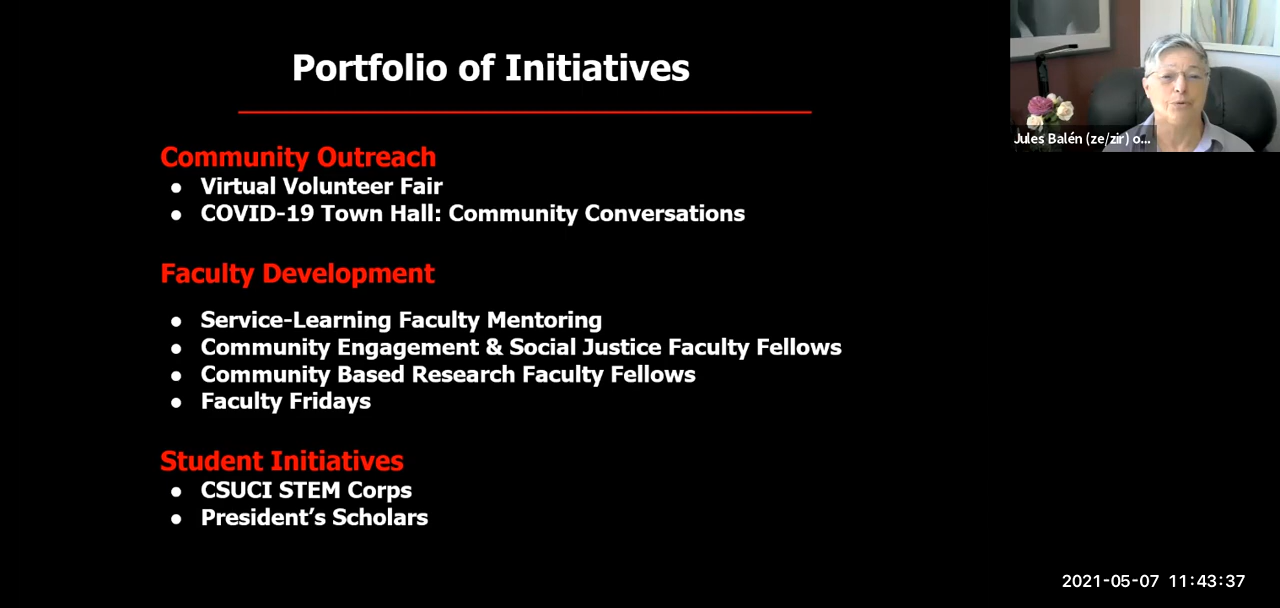 Portfolio of Initiatives
Jules Balén (ze/zir) o...
Community Outreach
● Virtual Volunteer Fair
● COVID-19 Town Hall: Community Conversations
Faculty Development
● Service-Learning Faculty Mentoring
● Community Engagement & Social Justice Faculty Fellows
● Community Based Research Faculty Fellows
● Faculty Fridays
Student Initiatives
● CSUCI STEM Corps
● President’s Scholars
2021-05-07 11:43:37